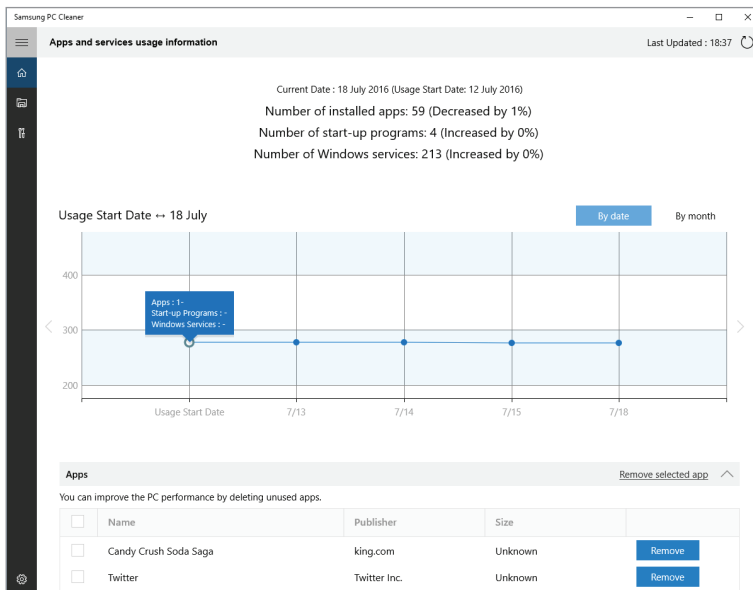 Samsung PC Cleaner
Apps and services usage information
Last Updated : 18:37
Current Date : 18 July 2016 (Usage Start Date: 12 July 2016)
Number of installed apps: 59 (Decreased by 1%)
Number of start-up programs: 4 (Increased by 0%)
Number of Windows services: 213 (Increased by 0%)
Usage Start Date ↔ 18 July
By date
By month
400
Apps : 1-
Start-up Programs : -
Windows Services : -
300
200
Usage Start Date 7/13 7/14 7/15 7/18
Apps
Remove selected app
You can improve the PC performance by deleting unused apps.
Name Publisher Size
Candy Crush Soda Saga king.com Unknown Remove
Twitter Twitter Inc. Unknown Remove